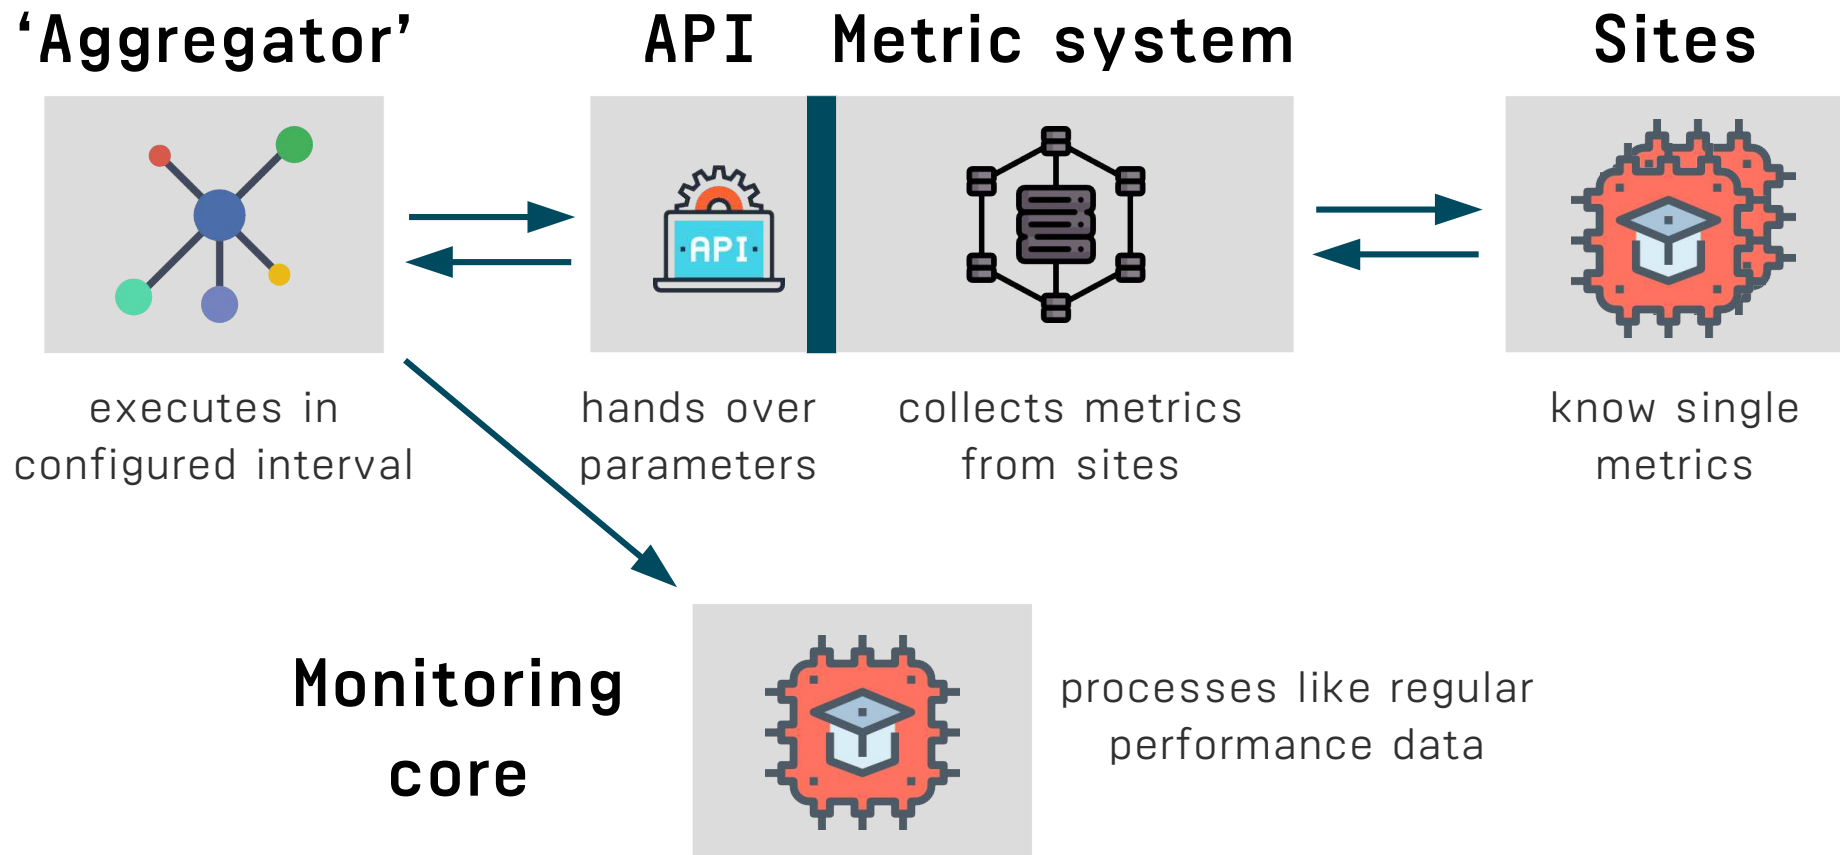 ‘Aggregator’
API
Metric system
Sites
API
executes in
configured interval
hands over
parameters
collects metrics
from sites
know single
metrics
Monitoring
core
processes like regular
performance data